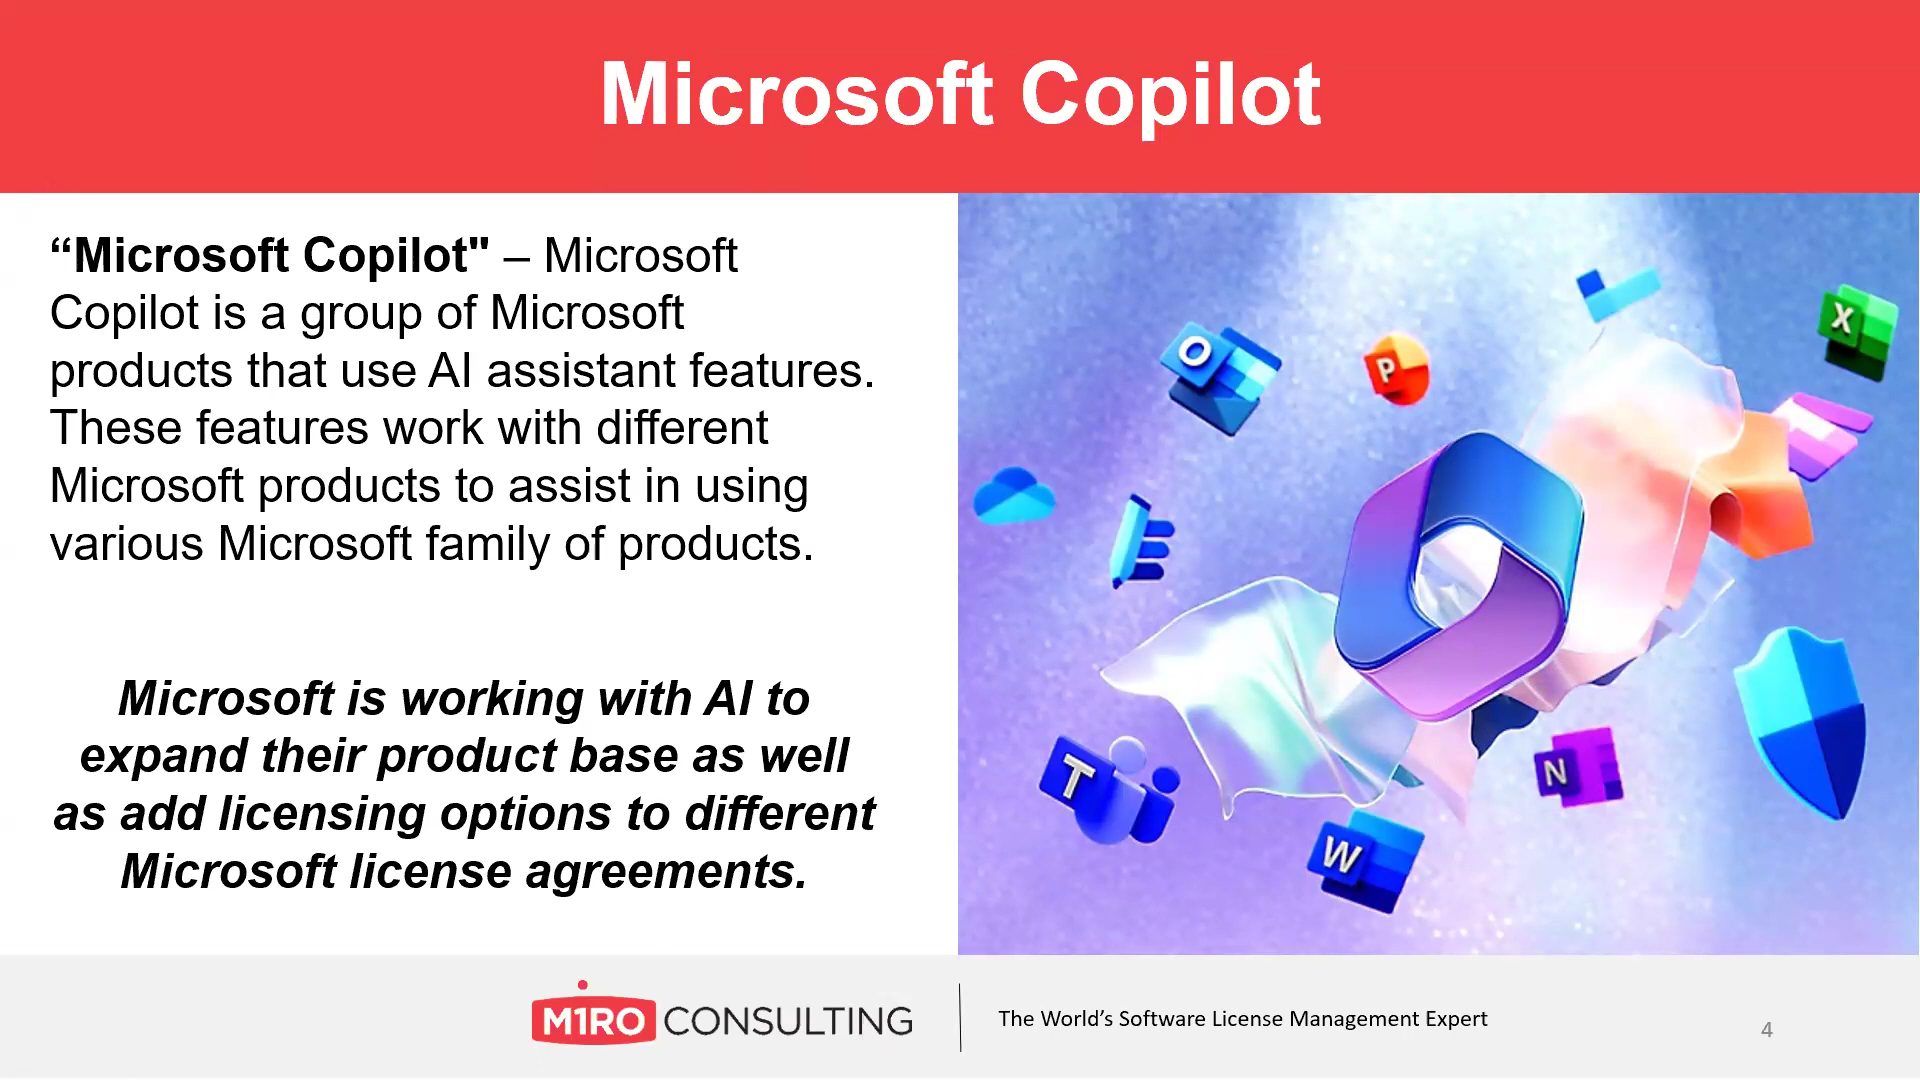 Microsoft Copilot
“Microsoft Copilot" – Microsoft
Copilot is a group of Microsoft
products that use AI assistant features.
These features work with different
Microsoft products to assist in using
various Microsoft family of products.
Microsoft is working with AI to
expand their product base as well
as add licensing options to different
Microsoft license agreements.
O
P
X
T
N
W
M1RO CONSULTING
The World’s Software License Management Expert
4